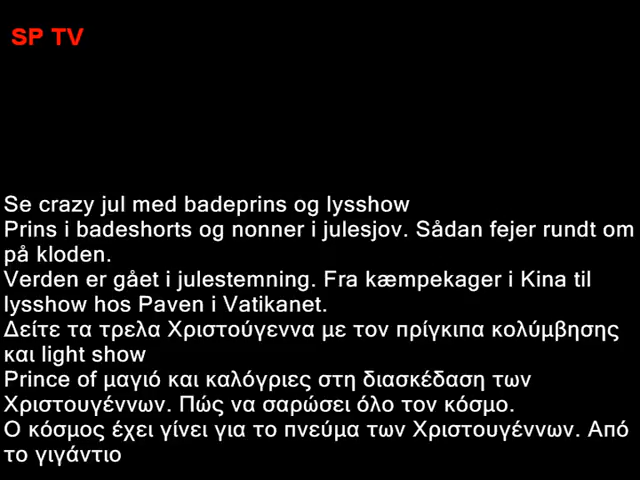 SP TV
Se crazy jul med badeprins og lysshow
Prins i badeshorts og nonner i julesjov. Sådan fejer rundt om
på kloden.
Verden er gået i julestemning. Fra kæmpekager i Kina til
lysshow hos Paven i Vatikanet.
Δείτε τα τρελα Χριστούγεννα με τον πρίγκιπα κολύμβησης
και light show
Prince of μαγιό και καλόγριες στη διασκέδαση των
Χριστουγέννων. Πώς να σαρώσει όλο τον κόσμο.
Ο κόσμος έχει γίνει για το πνεύμα των Χριστουγέννων. Από
το γιγάντιο